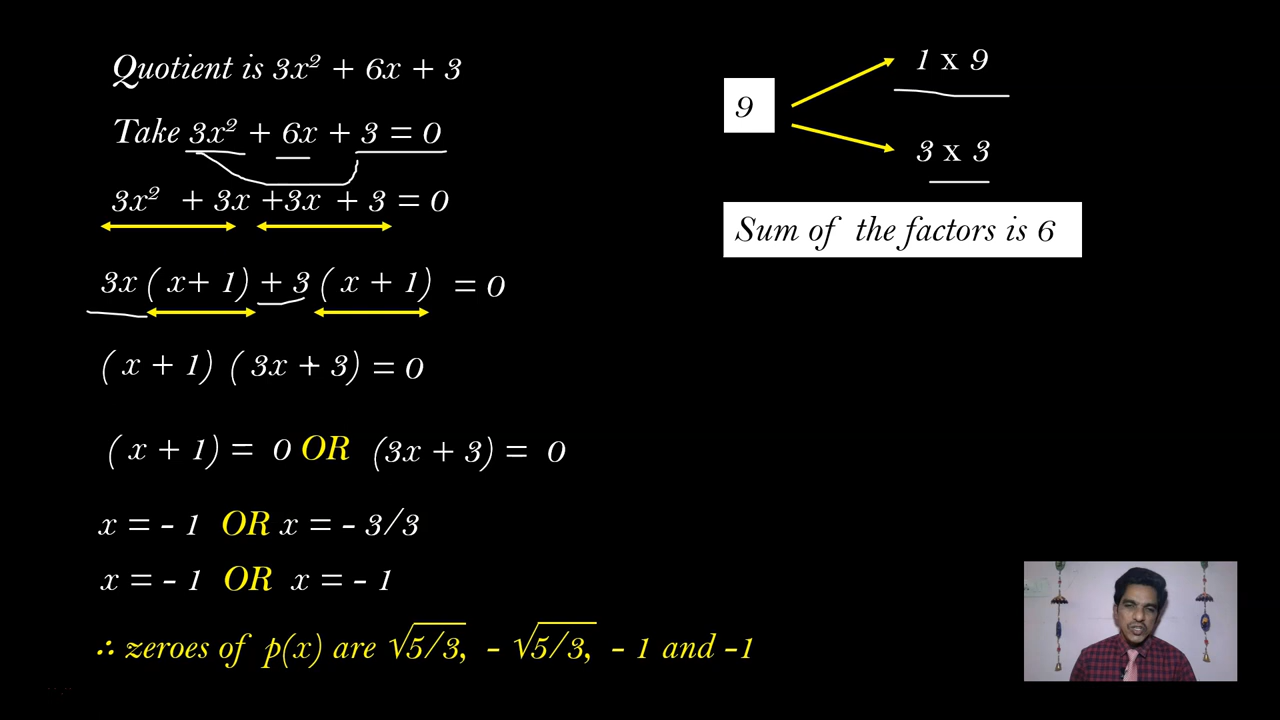 Quotient is 3x² + 6x + 3
Take 3x² + 6x + 3 = 0
3x² + 3x +3x + 3 = 0
3x ( x+ 1) + 3 ( x + 1) = 0
( x + 1) ( 3x + 3) = 0
( x + 1) = 0 OR (3x + 3) = 0
x = - 1 OR x = - 3/3
x = - 1 OR x = - 1
∴ zeroes of p(x) are √5/3, - √5/3, - 1 and -1
1 x 9
9
3 x 3
Sum of the factors is 6